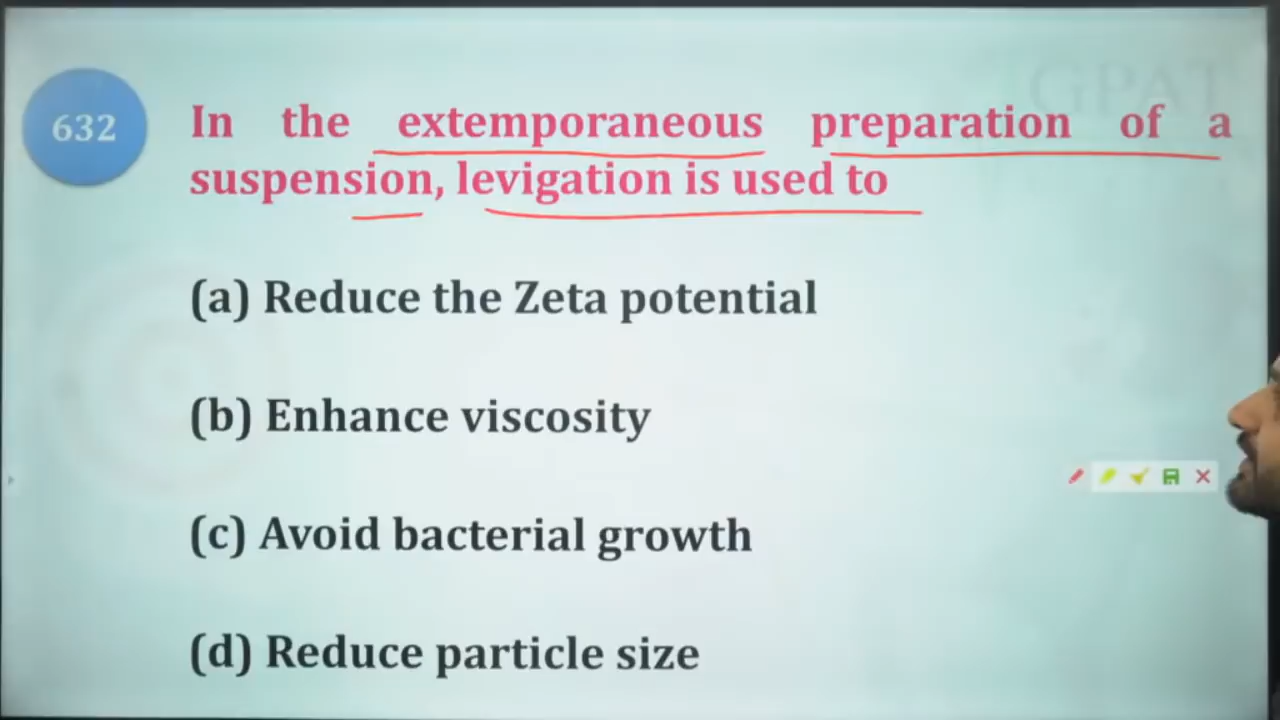 GPAT
632
In the extemporaneous preparation of a
suspension, levigation is used to
(a) Reduce the Zeta potential
(b) Enhance viscosity
(c) Avoid bacterial growth
(d) Reduce particle size